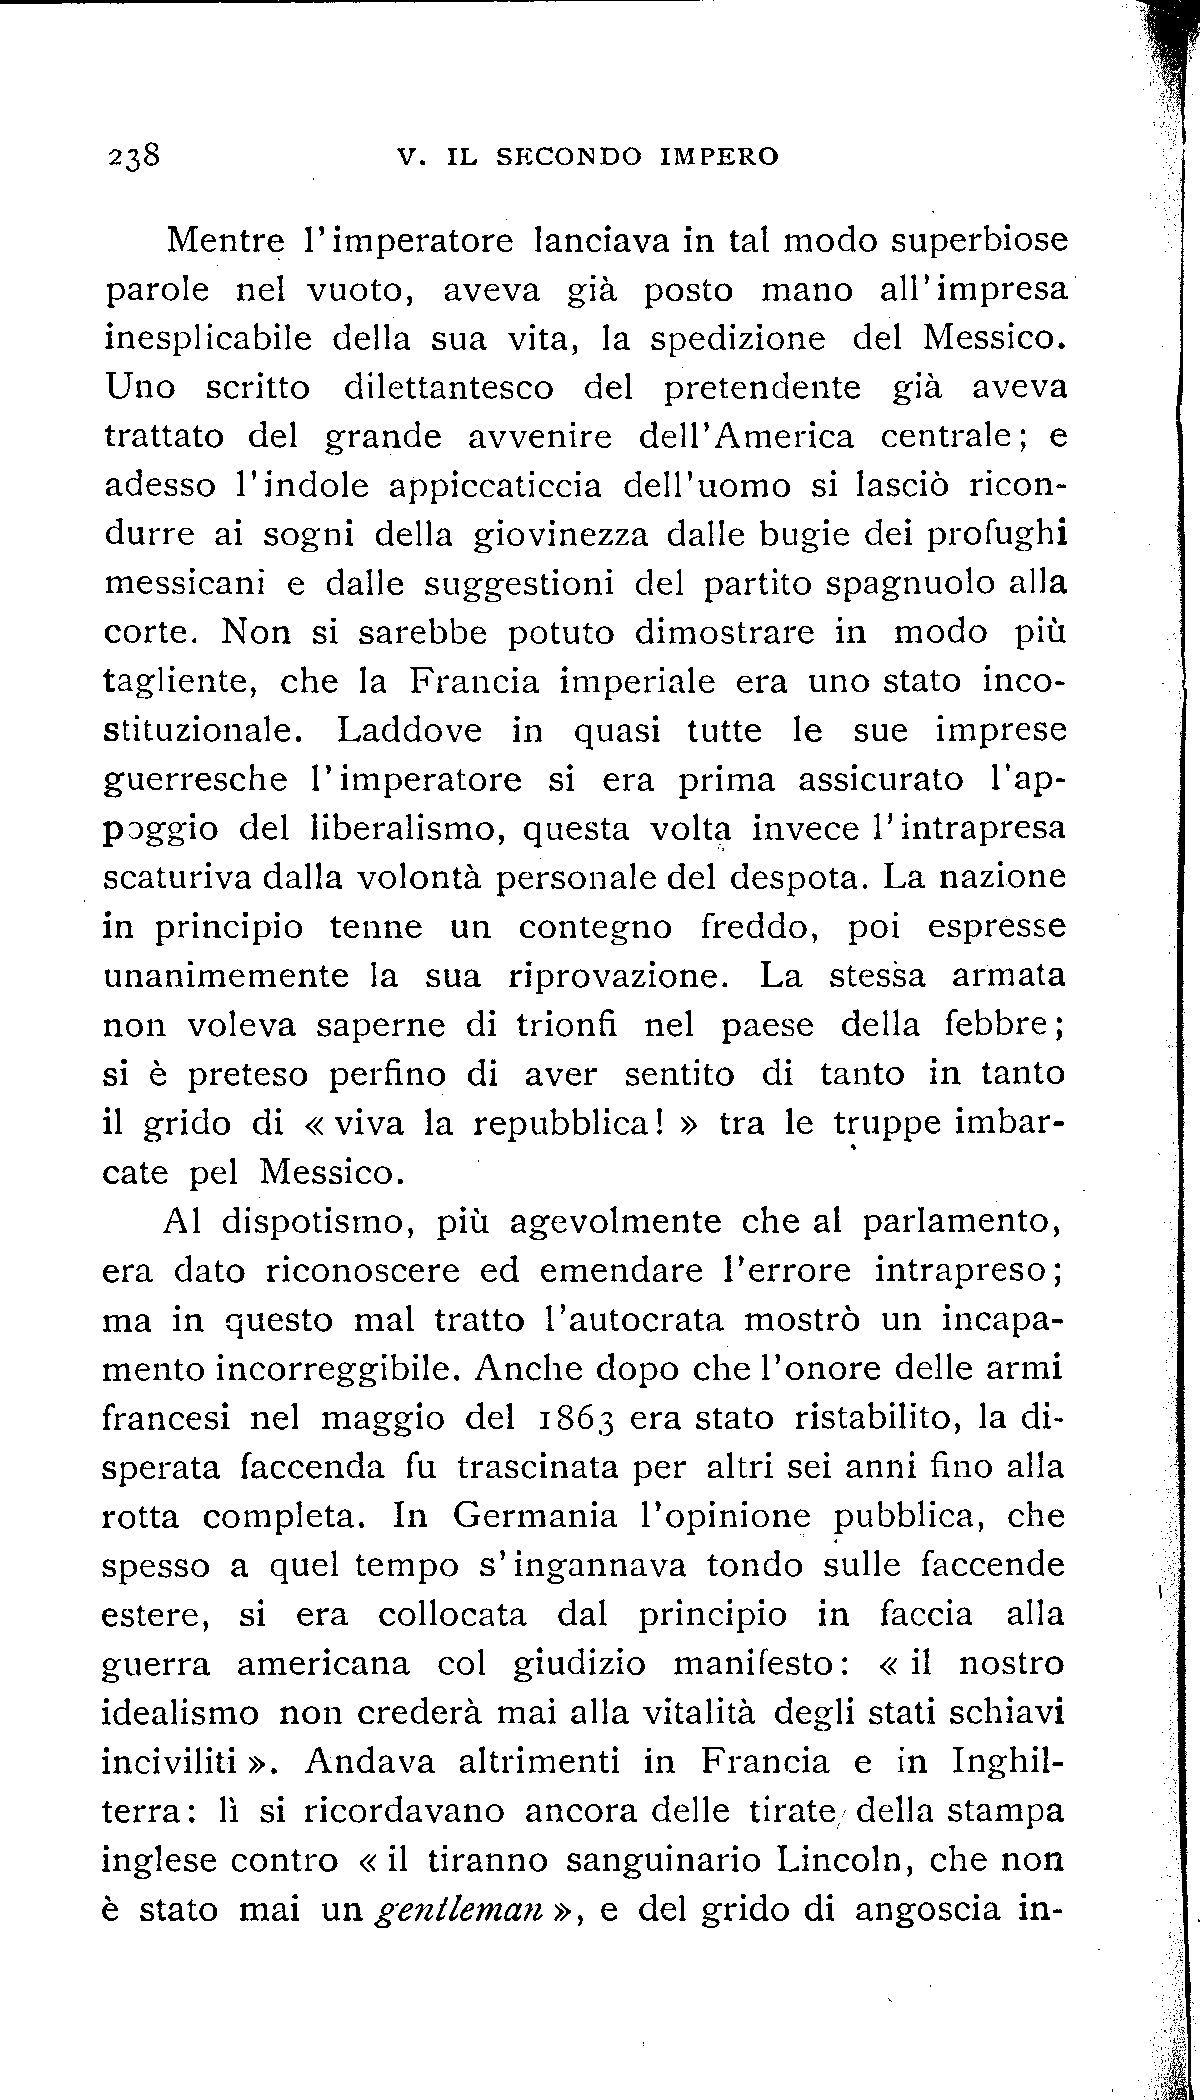 238 V. IL SECONDO IMPERO
Mentre l'imperatore lanciava in tal modo superbiose
parole nel vuoto, aveva già posto mano all'impresa
inesplicabile della sua vita, la spedizione del Messico.
Uno scritto dilettantesco del pretendente già aveva
trattato del grande avvenire dell'America centrale; e
adesso l'indole appiccaticcia dell'uomo si lasciò ricon-
durre ai sogni della giovinezza dalle bugie dei profughi
messicani e dalle suggestioni del partito spagnuolo alla
corte. Non si sarebbe potuto dimostrare in modo più
tagliente, che la Francia imperiale era uno stato inco-
stituzionale. Laddove in quasi tutte le sue imprese
guerresche l'imperatore si era prima assicurato l'ap-
poggio del liberalismo, questa volta invece l'intrapresa
scaturiva dalla volontà personale del despota. La nazione
in principio tenne un contegno freddo, poi espresse
unanimemente la sua riprovazione. La stessa armata
non voleva saperne di trionfi nel paese della febbre;
si è preteso perfino di aver sentito di tanto in tanto
il grido di « viva la repubblica! » tra le truppe imbar-
cate pel Messico.
Al dispotismo, più agevolmente che al parlamento,
era dato riconoscere ed emendare l'errore intrapreso;
ma in questo mal tratto l'autocrata mostrò un incapa-
mento incorreggibile. Anche dopo che l'onore delle armi
francesi nel maggio del 1863 era stato ristabilito, la di-
sperata faccenda fu trascinata per altri sei anni fino alla
rotta completa. In Germania l'opinione pubblica, che
spesso a quel tempo s'ingannava tondo sulle faccende
estere, si era collocata dal principio in faccia alla
guerra americana col giudizio manifesto: « il nostro
idealismo non crederà mai alla vitalità degli stati schiavi
inciviliti ». Andava altrimenti in Francia e in Inghil-
terra: lì si ricordavano ancora delle tirate della stampa
inglese contro « il tiranno sanguinario Lincoln, che non
è stato mai un gentleman », e del grido di angoscia in-